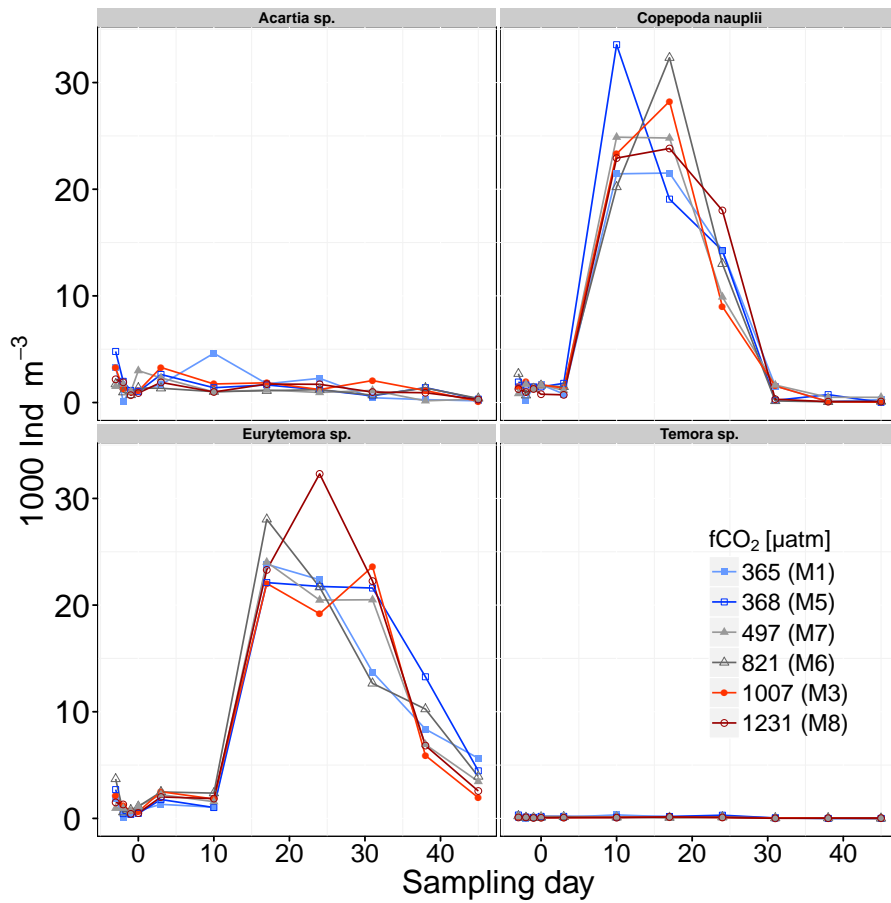 Acartia sp.
Copepoda nauplii
30
20
10
0
1000 Ind m⁻³
Eurytemora sp.
Temora sp.
30
20
10
0
fCO₂ [µatm]
365 (M1)
368 (M5)
497 (M7)
821 (M6)
1007 (M3)
1231 (M8)
0 10 20 30 40 0 10 20 30 40
Sampling day